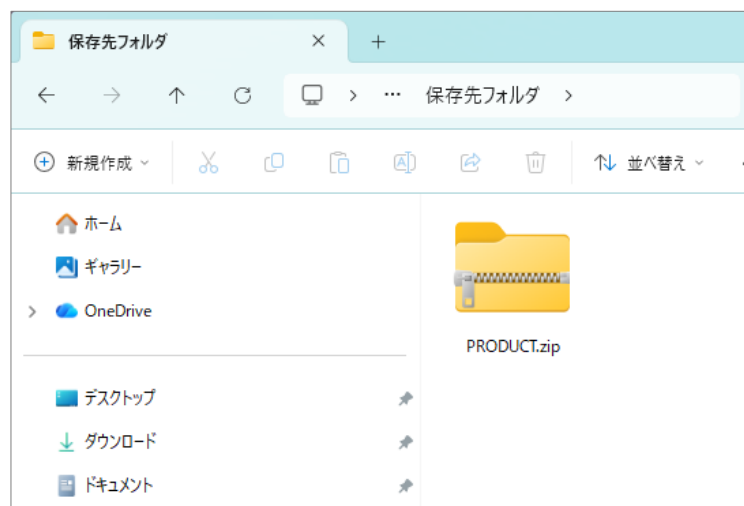 保存先フォルダ
保存先フォルダ
新規作成
並べ替え
ホーム
ギャラリー
OneDrive
PRODUCT.zip
デスクトップ
ダウンロード
ドキュメント